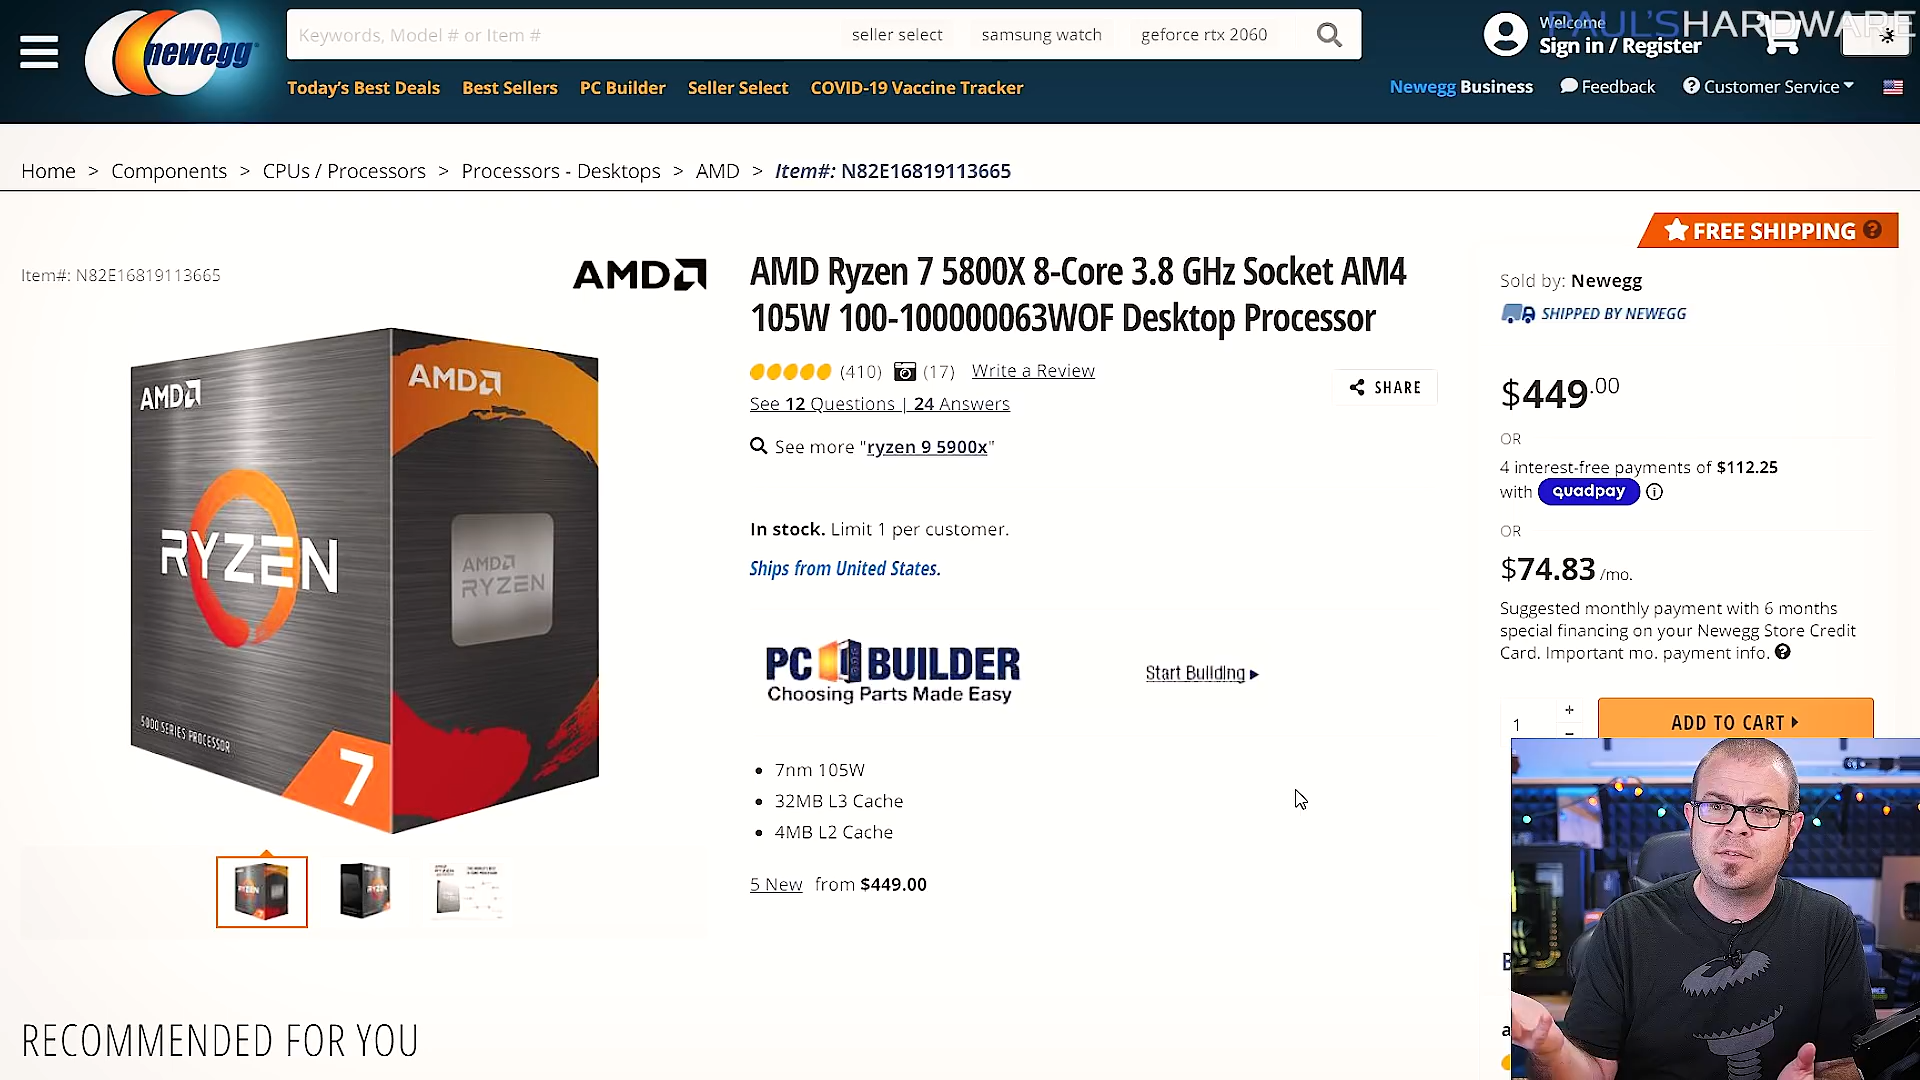 newegg
Keywords, Model # or Item #
seller select
samsung watch
geforce rtx 2060
Welcome
Sign in / Register
PAUL'SHARDWARE
Today's Best Deals
Best Sellers
PC Builder
Seller Select
COVID-19 Vaccine Tracker
Newegg Business
Feedback
Customer Service
Home > Components > CPUs / Processors > Processors - Desktops > AMD > Item#: N82E16819113665
FREE SHIPPING
Item#: N82E16819113665
AMD
AMD Ryzen 7 5800X 8-Core 3.8 GHz Socket AM4
105W 100-100000063WOF Desktop Processor
(410)
(17)
Write a Review
SHARE
See 12 Questions | 24 Answers
See more "ryzen 9 5900x"
In stock. Limit 1 per customer.
Ships from United States.
PC BUILDER
Choosing Parts Made Easy
Start Building
7nm 105W
32MB L3 Cache
4MB L2 Cache
5 New from $449.00
AMD
RYZEN
5000 SERIES PROCESSOR
7
AMD
AMD
RYZEN
Sold by: Newegg
SHIPPED BY NEWEGG
$449.00
OR
4 interest-free payments of $112.25
with quadpay
OR
$74.83 /mo.
Suggested monthly payment with 6 months
special financing on your Newegg Store Credit
Card. Important mo. payment info.
1
+
-
ADD TO CART
RECOMMENDED FOR YOU